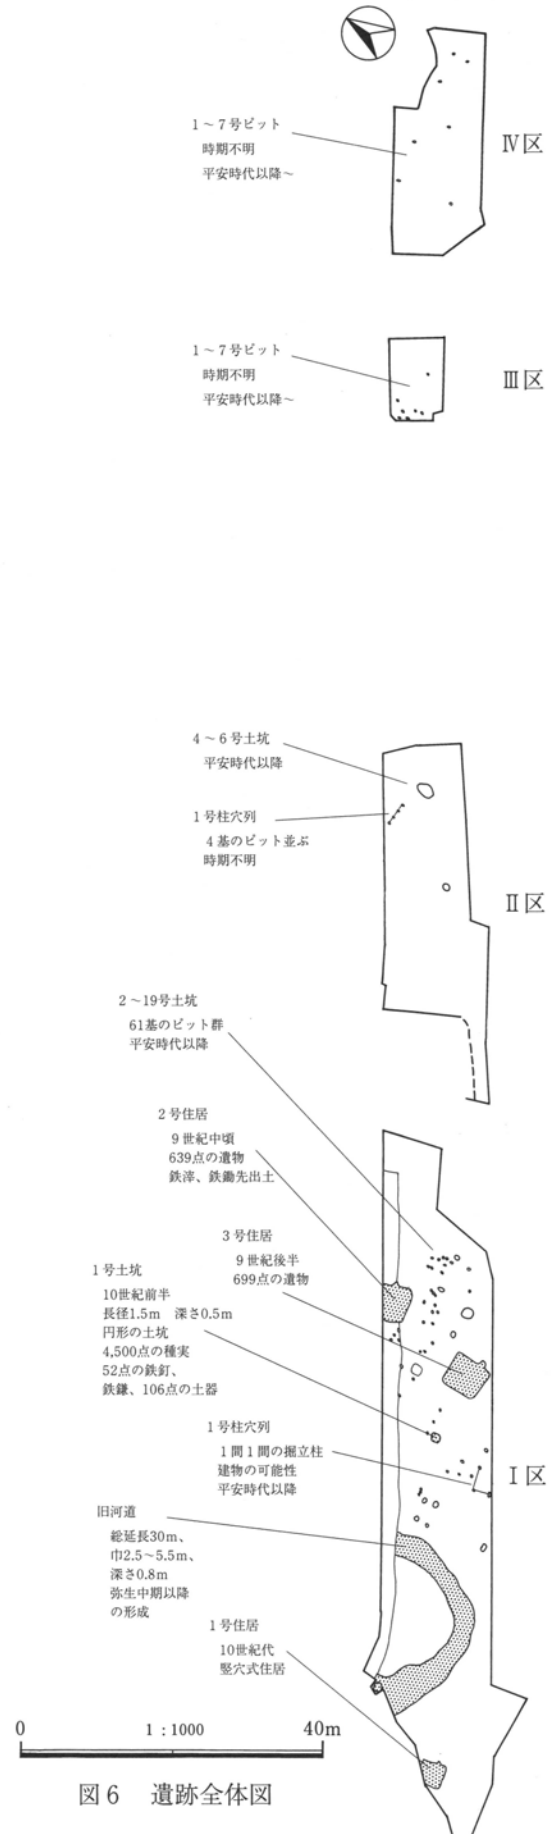 1～7号ピット
時期不明
平安時代以降～
Ⅳ区
1～7号ピット
時期不明
平安時代以降～
Ⅲ区
4～6号土坑
平安時代以降
1号柱穴列
4基のピット並ぶ
時期不明
Ⅱ区
2～19号土坑
61基のピット群
平安時代以降
2号住居
9世紀中頃
639点の遺物
鉄滓、鉄鋤先出土
3号住居
9世紀後半
699点の遺物
1号土坑
10世紀前半
長径1.5m 深さ0.5m
円形の土坑
4,500点の種実
52点の鉄釘、
鉄鎌、106点の土器
1号柱穴列
1間1間の掘立柱
建物の可能性
平安時代以降
Ⅰ区
旧河道
総延長30m、
巾2.5～5.5m、
深さ0.8m
弥生中期以降
の形成
1号住居
10世紀代
竪穴式住居
0 1:1000 40m
図6 遺跡全体図